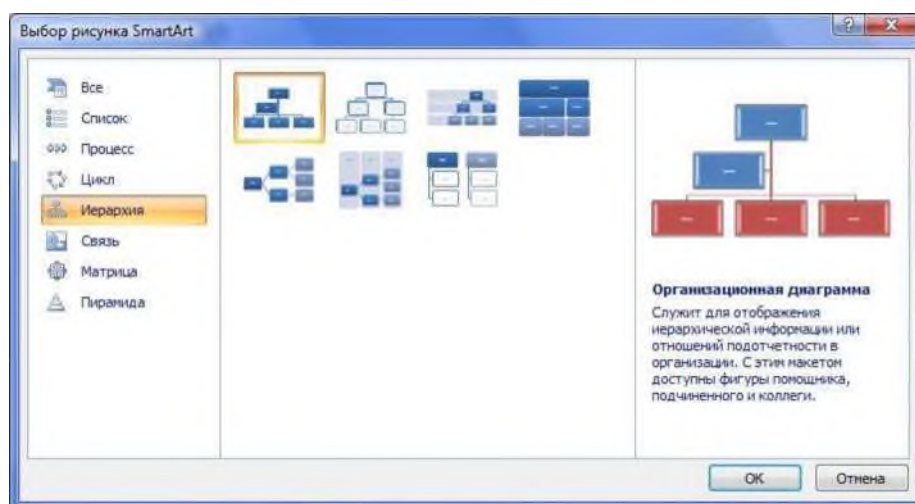 Выбор рисунка SmartArt
Все
Список
Процесс
Цикл
Иерархия
Связь
Матрица
Пирамида
Организационная диаграмма
Служит для отображения
иерархической информации или
отношений подотчетности в
организации. С этим макетом
доступны фигуры помощника,
подчиненного и коллеги.
OK
Отмена